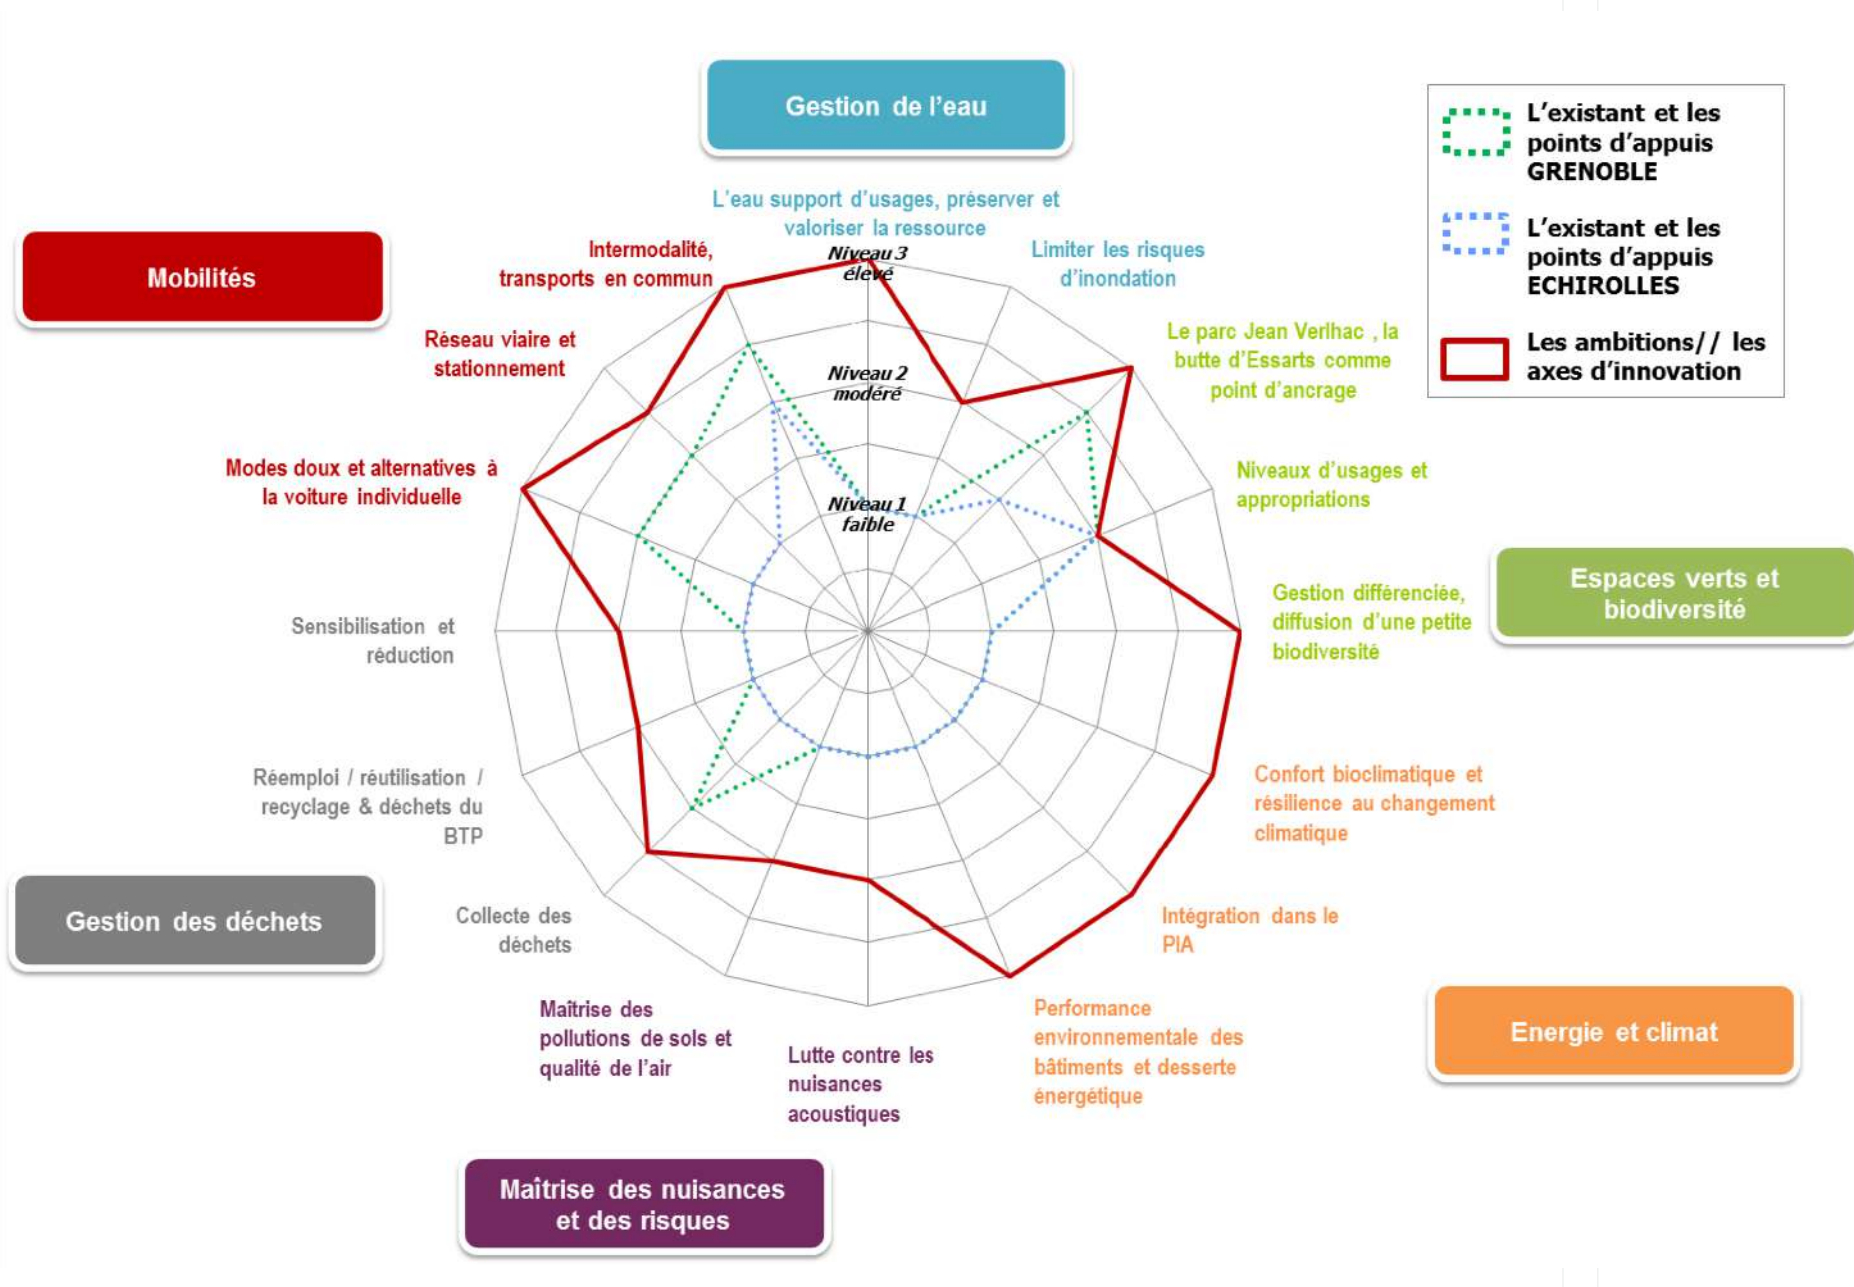 Gestion de l'eau
L'existant et les
points d'appuis
GRENOBLE
L'existant et les
points d'appuis
ECHIROLLES
Les ambitions// les
axes d'innovation
L'eau support d'usages, préserver et
valoriser la ressource
Niveau 3
élevé
Niveau 2
modéré
Niveau 1
faible
Limiter les risques
d'inondation
Le parc Jean Verlhac , la
butte d'Essarts comme
point d'ancrage
Niveaux d'usages et
appropriations
Gestion différenciée,
diffusion d'une petite
biodiversité
Espaces verts et
biodiversité
Confort bioclimatique et
résilience au changement
climatique
Intégration dans le
PIA
Performance
environnementale des
bâtiments et desserte
énergétique
Energie et climat
Lutte contre les
nuisances
acoustiques
Maîtrise des
pollutions de sols et
qualité de l'air
Maîtrise des nuisances
et des risques
Collecte des
déchets
Réemploi / réutilisation /
recyclage & déchets du
BTP
Sensibilisation et
réduction
Gestion des déchets
Modes doux et alternatives à
la voiture individuelle
Réseau viaire et
stationnement
Intermodalité,
transports en commun
Mobilités